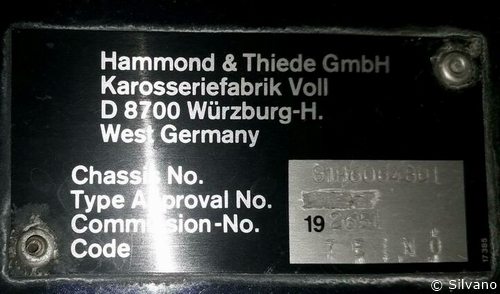 Hammond & Thiede GmbH
Karosseriefabrik Voll
D 8700 Würzburg-H.
West Germany
Chassis No.
Type Approval No.
Commission-No. 19
Code
17385
© Silvano